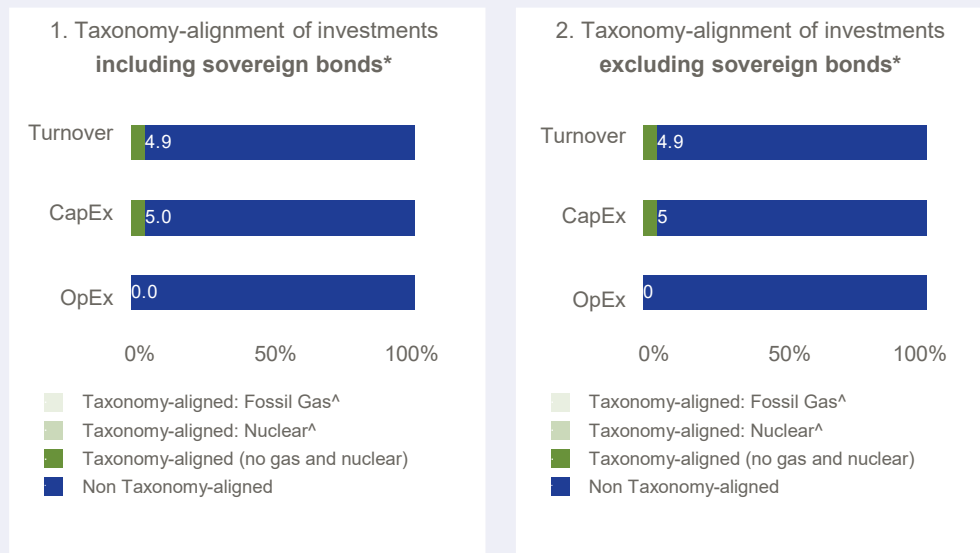 1. Taxonomy-alignment of investments
including sovereign bonds*
Turnover
4.9
CapEx
5.0
OpEx
0.0
0% 50% 100%
Taxonomy-aligned: Fossil Gas^
Taxonomy-aligned: Nuclear^
Taxonomy-aligned (no gas and nuclear)
Non Taxonomy-aligned
2. Taxonomy-alignment of investments
excluding sovereign bonds*
Turnover
4.9
CapEx
5
OpEx
0
0% 50% 100%
Taxonomy-aligned: Fossil Gas^
Taxonomy-aligned: Nuclear^
Taxonomy-aligned (no gas and nuclear)
Non Taxonomy-aligned